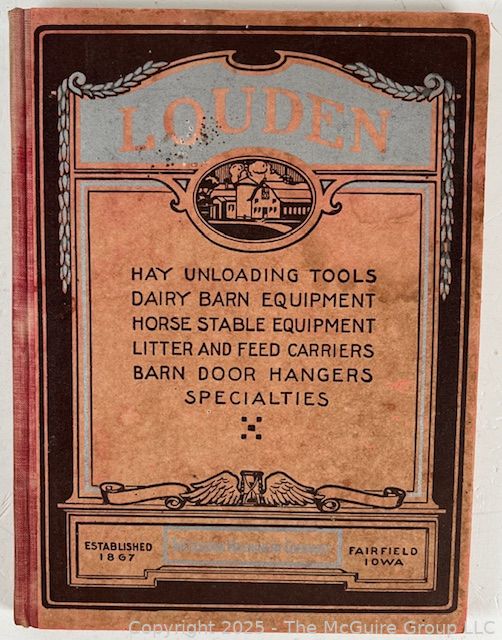 LOUDEN
HAY UNLOADING TOOLS
DAIRY BARN EQUIPMENT
HORSE STABLE EQUIPMENT
LITTER AND FEED CARRIERS
BARN DOOR HANGERS
SPECIALTIES
ESTABLISHED
1867
FAIRFIELD
IOWA
Copyright 2025 - The McGuire Group LLC